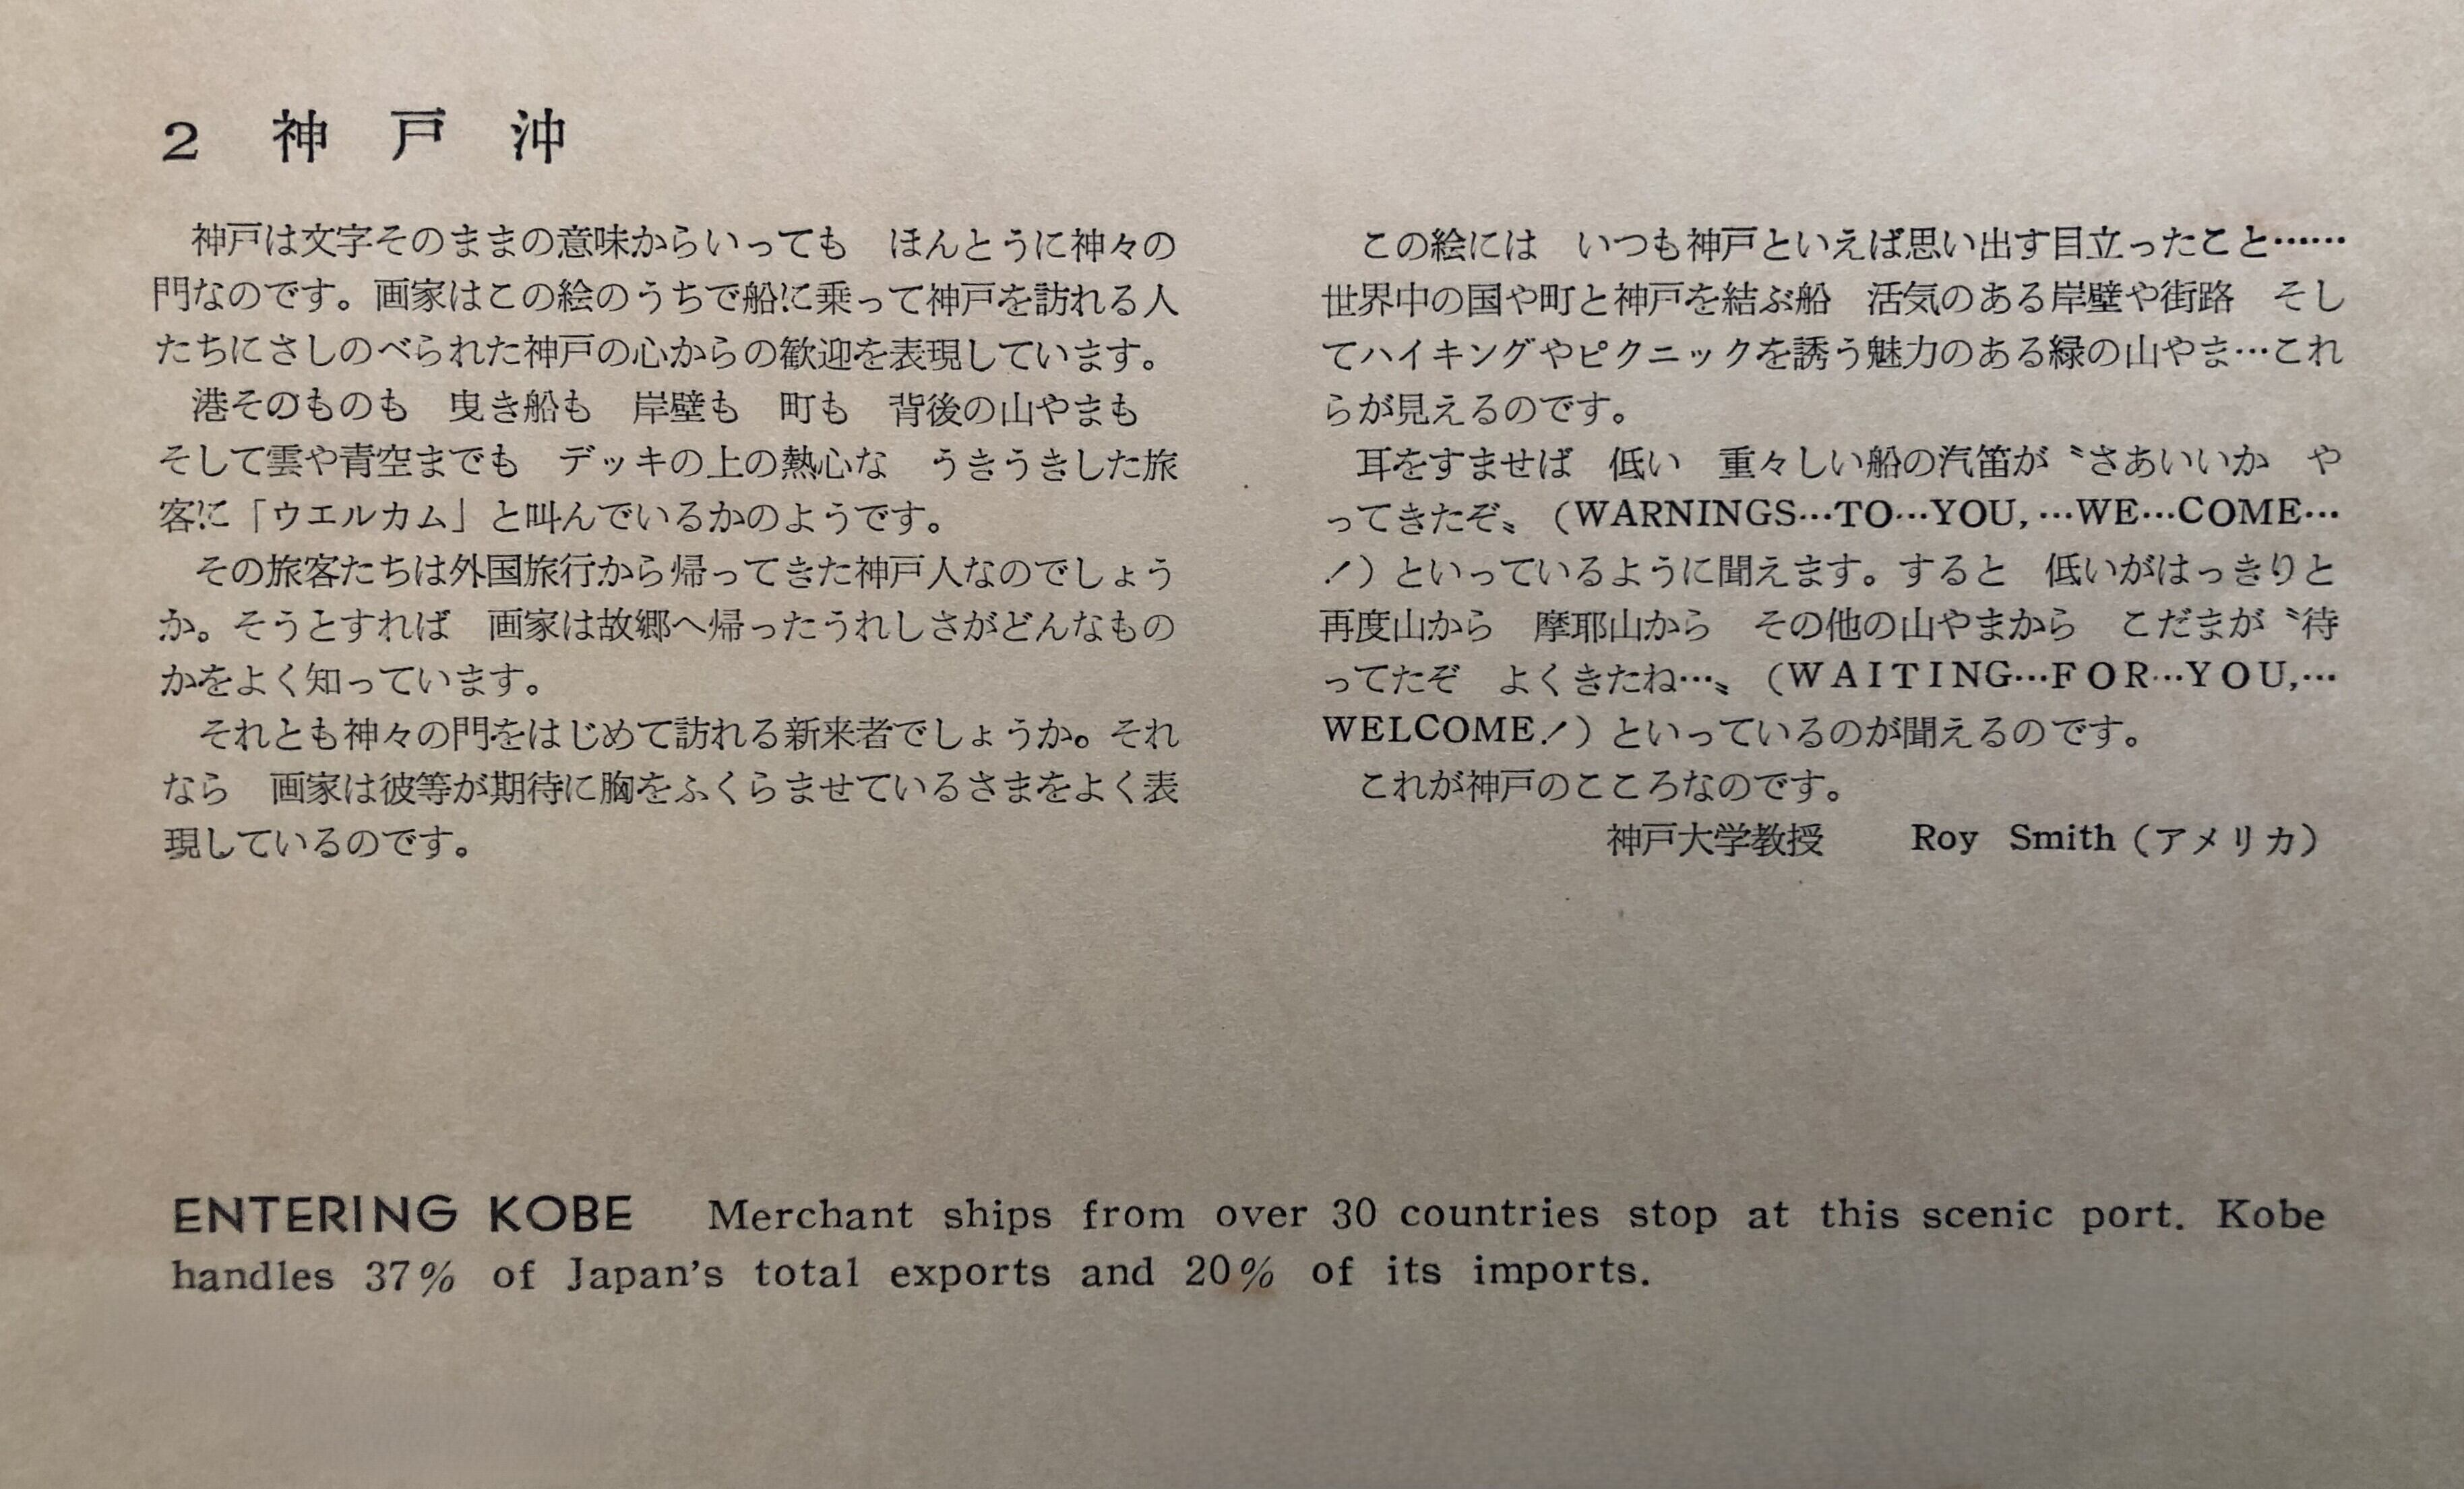 2　神　戸　沖
　神戸は文字そのままの意味からいっても　ほんとうに神々の
門なのです。画家はこの絵のうちで船に乗って神戸を訪れる人
たちにさしのべられた神戸の心からの歓迎を表現しています。
　港そのものも　曳き船も　岸壁も　町も　背後の山やまも
そして雲や青空までも　デッキの上の熱心な　うきうきした旅
客に「ウエルカム」と叫んでいるかのようです。
　その旅客たちは外国旅行から帰ってきた神戸人なのでしょう
か。そうとすれば　画家は故郷へ帰ったうれしさがどんなもの
かをよく知っています。
　それとも神々の門をはじめて訪れる新来者でしょうか。それ
なら　画家は彼等が期待に胸をふくらませているさまをよく表
現しているのです。
　この絵には　いつも神戸といえば思い出す目立ったこと……
世界中の国や町と神戸を結ぶ船　活気のある岸壁や街路　そし
てハイキングやピクニックを誘う魅力のある緑の山やま…これ
らが見えるのです。
　耳をすませば　低い　重々しい船の汽笛が〝さあいいか　や
ってきたぞ〟（WARNINGS…TO…YOU, …WE…COME…
！）といっているように聞えます。すると　低いがはっきりと
再度山から　摩耶山から　その他の山やまから　こだまが〝待
ってたぞ　よくきたね…〟（WAITING…FOR…YOU,…
WELCOME！）といっているのが聞えるのです。
　これが神戸のこころなのです。
神戸大学教授　　Roy Smith（アメリカ）
ENTERING KOBE　Merchant ships from over 30 countries stop at this scenic port. Kobe
handles 37% of Japan's total exports and 20% of its imports.